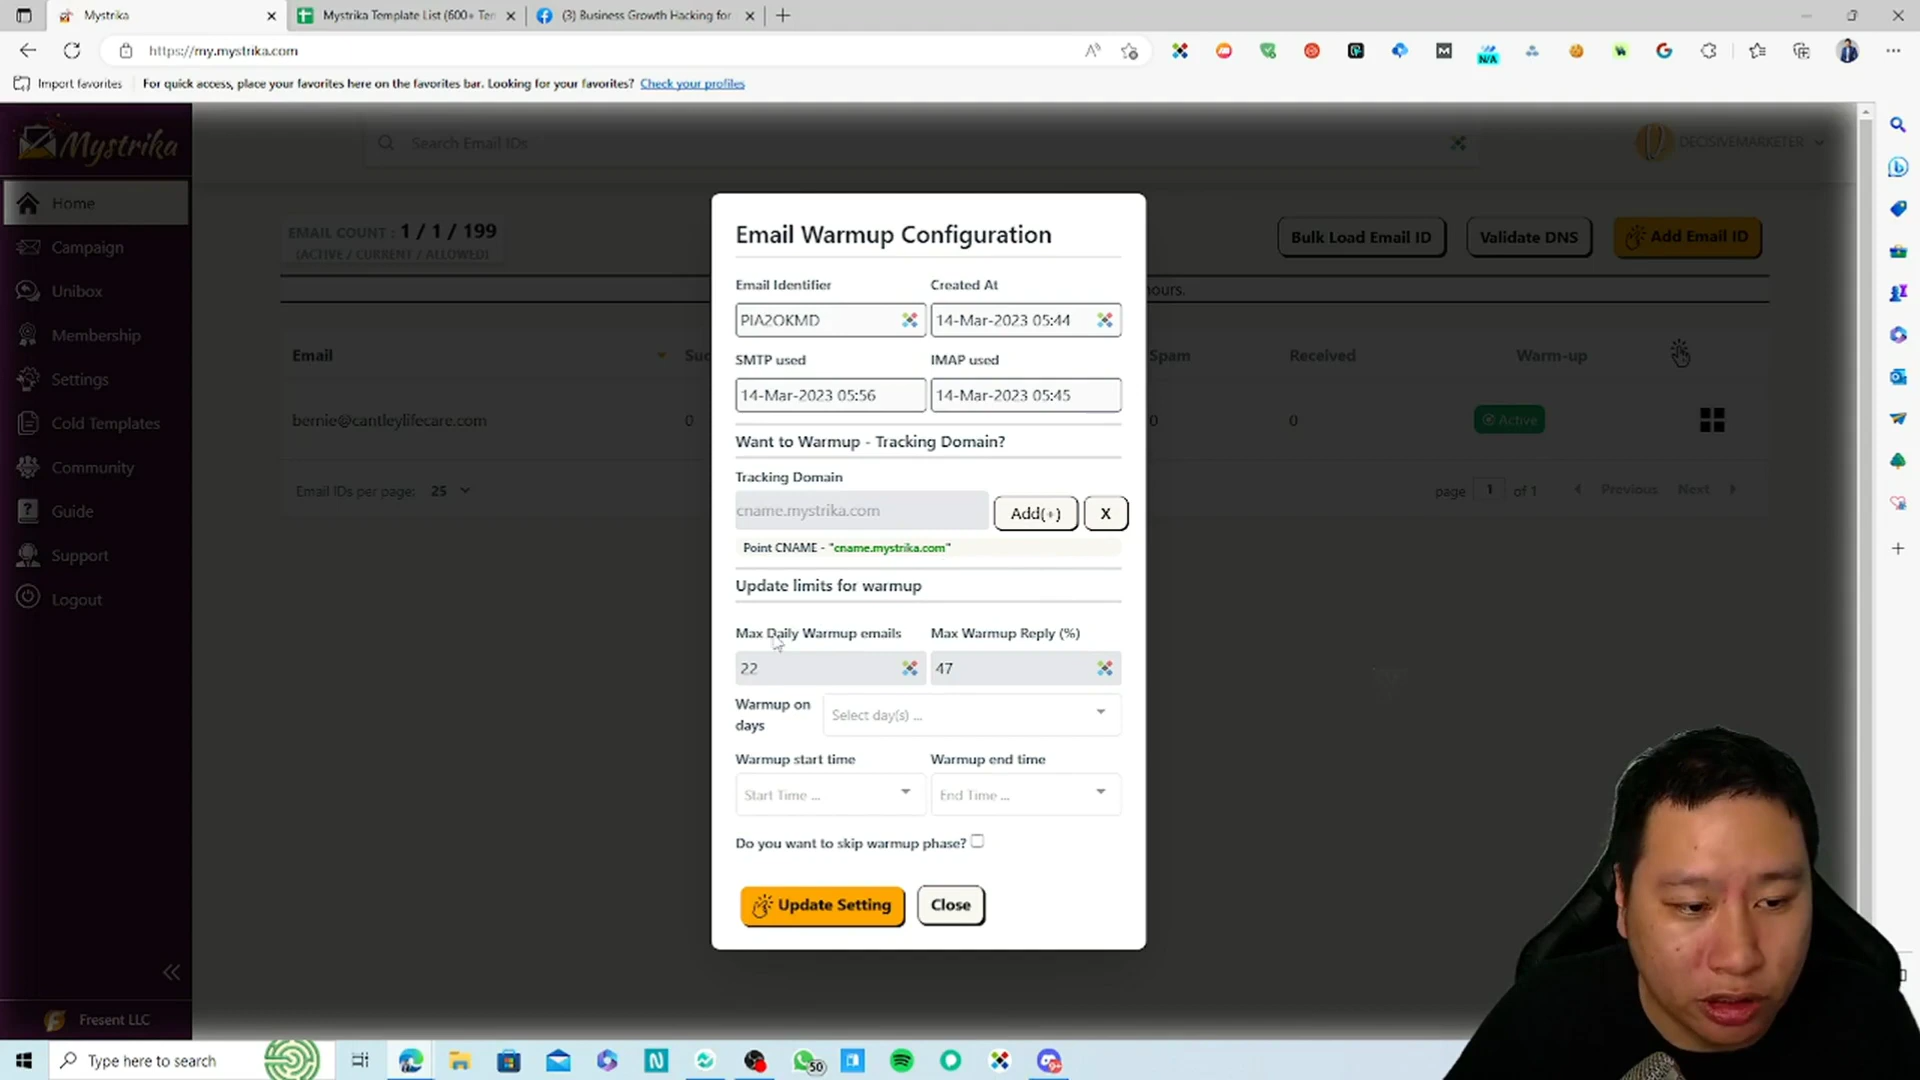 Mystrika
Mystrika Template List (600+ Ten
(3) Business Growth Hacking for
https://my.mystrika.com
N/A
Import favorites
For quick access, place your favorites here on the favorites bar. Looking for your favorites? Check your profiles
Mystrika
Search Email IDs
DECISIVEMARKETER
Home
Campaign
Unibox
Membership
Settings
Cold Templates
Community
Guide
Support
Logout
Fresent LLC
EMAIL COUNT : 1 / 1 / 199
(ACTIVE / CURRENT / ALLOWED)
Bulk Load Email ID
Validate DNS
Add Email ID
hours.
Email
Suc
Spam
Received
Warm-up
bernie@cantleylifecare.com
0
0
0
Active
Email IDs per page: 25
page 1 of 1
Previous
Next
Email Warmup Configuration
Email Identifier
Created At
PIA2OKMD
14-Mar-2023 05:44
SMTP used
IMAP used
14-Mar-2023 05:56
14-Mar-2023 05:45
Want to Warmup - Tracking Domain?
Tracking Domain
cname.mystrika.com
Add(+)
X
Point CNAME - "cname.mystrika.com"
Update limits for warmup
Max Daily Warmup emails
Max Warmup Reply (%)
22
47
Warmup on days
Select day(s) ...
Warmup start time
Warmup end time
Start Time ...
End Time ...
Do you want to skip warmup phase?
Update Setting
Close
Type here to search
50